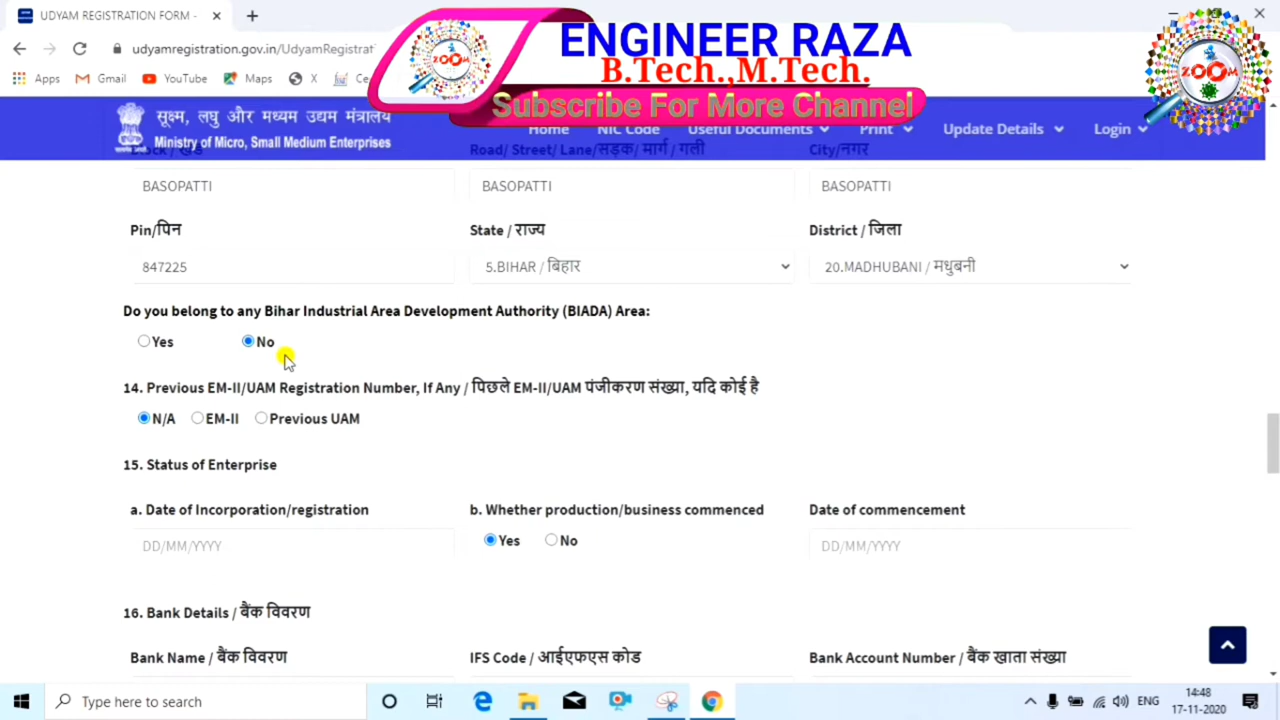 UDYAM REGISTRATION FORM -
udyamregistration.gov.in/UdyamRegistrat
Apps Gmail YouTube Maps X Ce
ENGINEER RAZA
B.Tech.,M.Tech.
Subscribe For More Channel
ZOOM
ZOOM
सूक्ष्म, लघु और मध्यम उद्यम मंत्रालय
Ministry of Micro, Small Medium Enterprises
Home NIC Code Useful Documents Print Update Details Login
Block / खंड Road/ Street/ Lane/सड़क/ मार्ग / गली City/नगर
BASOPATTI BASOPATTI BASOPATTI
Pin/पिन State / राज्य District / जिला
847225 5.BIHAR / बिहार 20.MADHUBANI / मधुबनी
Do you belong to any Bihar Industrial Area Development Authority (BIADA) Area:
Yes No
14. Previous EM-II/UAM Registration Number, If Any / पिछले EM-II/UAM पंजीकरण संख्या, यदि कोई है
N/A EM-II Previous UAM
15. Status of Enterprise
a. Date of Incorporation/registration b. Whether production/business commenced Date of commencement
DD/MM/YYYY Yes No DD/MM/YYYY
16. Bank Details / बैंक विवरण
Bank Name / बैंक विवरण IFS Code / आईएफएस कोड Bank Account Number / बैंक खाता संख्या
Type here to search ENG 14:48
17-11-2020